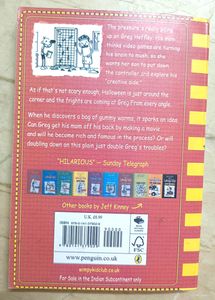 The pressure's really piling
up on Greg Heffley. His mom
thinks video games are turning
his brain to mush, so she
wants her son to put down
the controller and explore his
"creative side."
As if that's not scary enough, Halloween is just around
the corner and the frights are coming at Greg from every angle.
When he discovers a bag of gummy worms, it sparks an idea
Can Greg get his mom off his back by making a movie
and will he become rich and famous in the process? Or will
doubling down on this plan just double Greg's troubles?
"HILARIOUS" — Sunday Telegraph
Other books by Jeff Kinney
U.K. £6.99
90000
FSC
www.penguin.co.uk
wimpykidclub.co.uk
For Sale in the Indian Subcontinent only